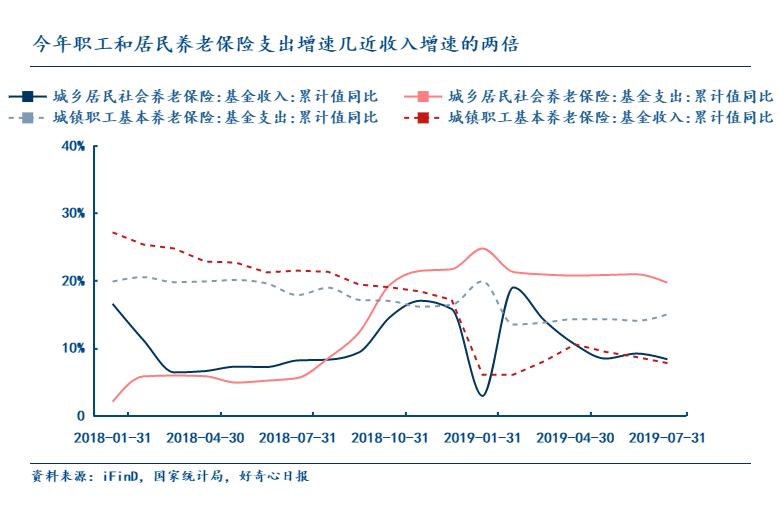 今年职工和居民养老保险支出增速几近收入增速的两倍
城乡居民社会养老保险:基金收入:累计值同比 城乡居民社会养老保险:基金支出:累计值同比
城镇职工基本养老保险:基金支出:累计值同比 城镇职工基本养老保险:基金收入:累计值同比
40%
30%
20%
10%
0
2018-01-31 2018-04-30 2018-07-31 2018-10-31 2019-01-31 2019-04-30 2019-07-31
资料来源: iFinD, 国家统计局, 好奇心日报